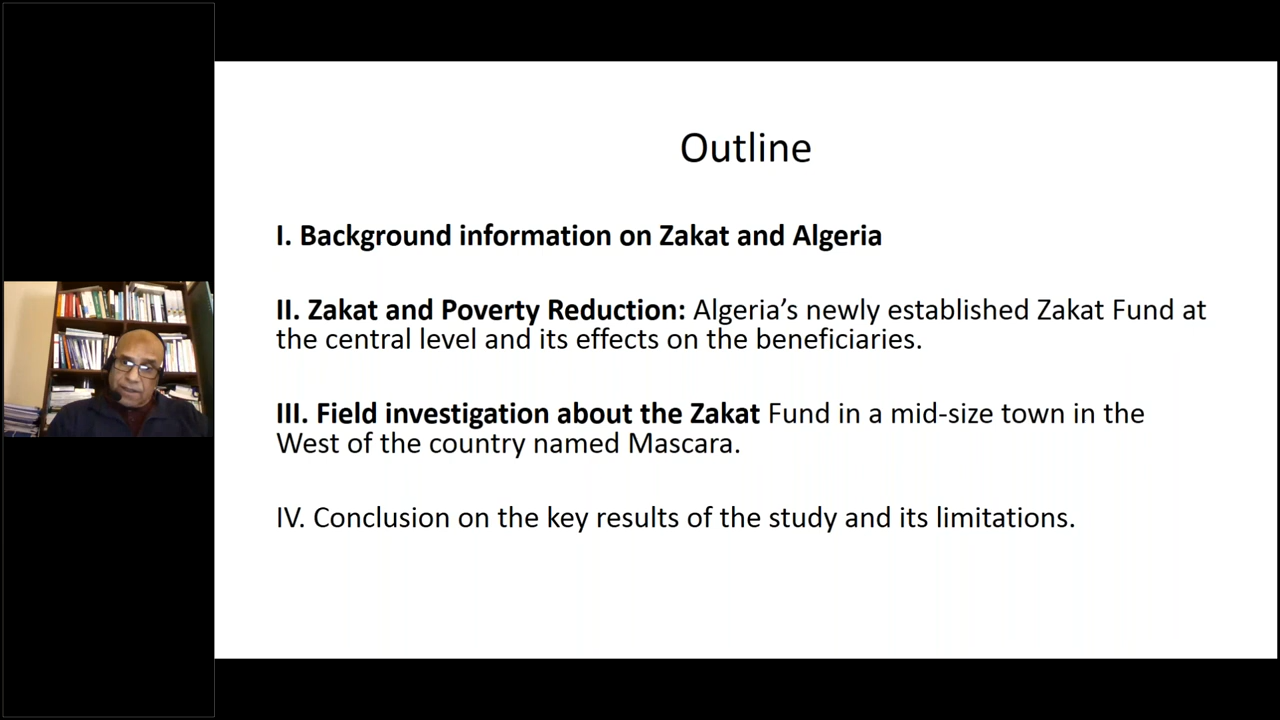 Outline
I. Background information on Zakat and Algeria
II. Zakat and Poverty Reduction: Algeria’s newly established Zakat Fund at
the central level and its effects on the beneficiaries.
III. Field investigation about the Zakat Fund in a mid-size town in the
West of the country named Mascara.
IV. Conclusion on the key results of the study and its limitations.